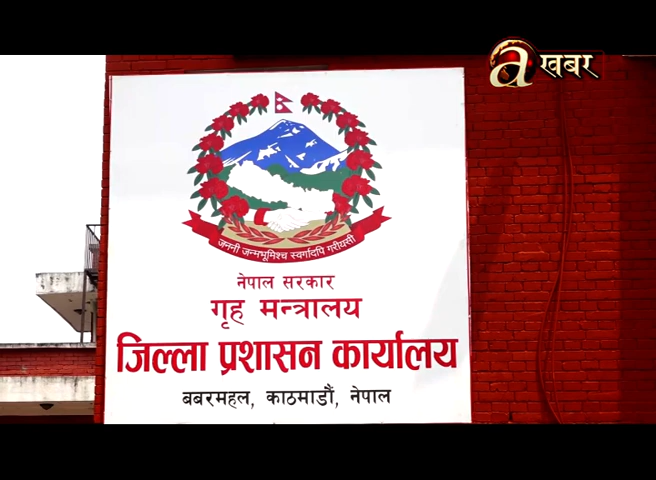 a खबर
जननी जन्मभूमिश्च स्वर्गादपि गरीयसी
नेपाल सरकार
गृह मन्त्रालय
जिल्ला प्रशासन कार्यालय
बबरमहल, काठमाडौं, नेपाल